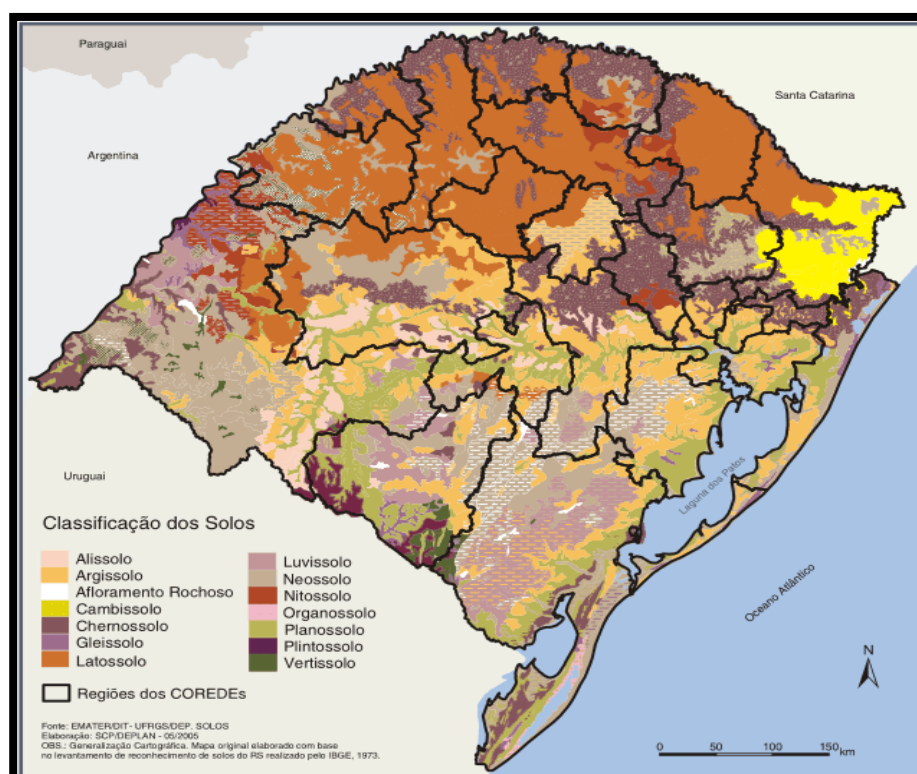 Paraguai
Santa Catarina
Argentina
Uruguai
Laguna dos Patos
Oceano Atlântico
Classificação dos Solos
Alissolo
Argissolo
Afloramento Rochoso
Cambissolo
Chernossolo
Gleissolo
Latossolo
Luvissolo
Neossolo
Nitossolo
Organossolo
Planossolo
Plintossolo
Vertissolo
Regiões dos COREDEs
Fonte: EMATER/DIT- UFRGS/DEP. SOLOS
Elaboração: SCP/DEPLAN - 05/2005
OBS.: Generalização Cartográfica. Mapa original elaborado com base
no levantamento de reconhecimento de solos do RS realizado pelo IBGE, 1973.
N
0 50 100 150 km